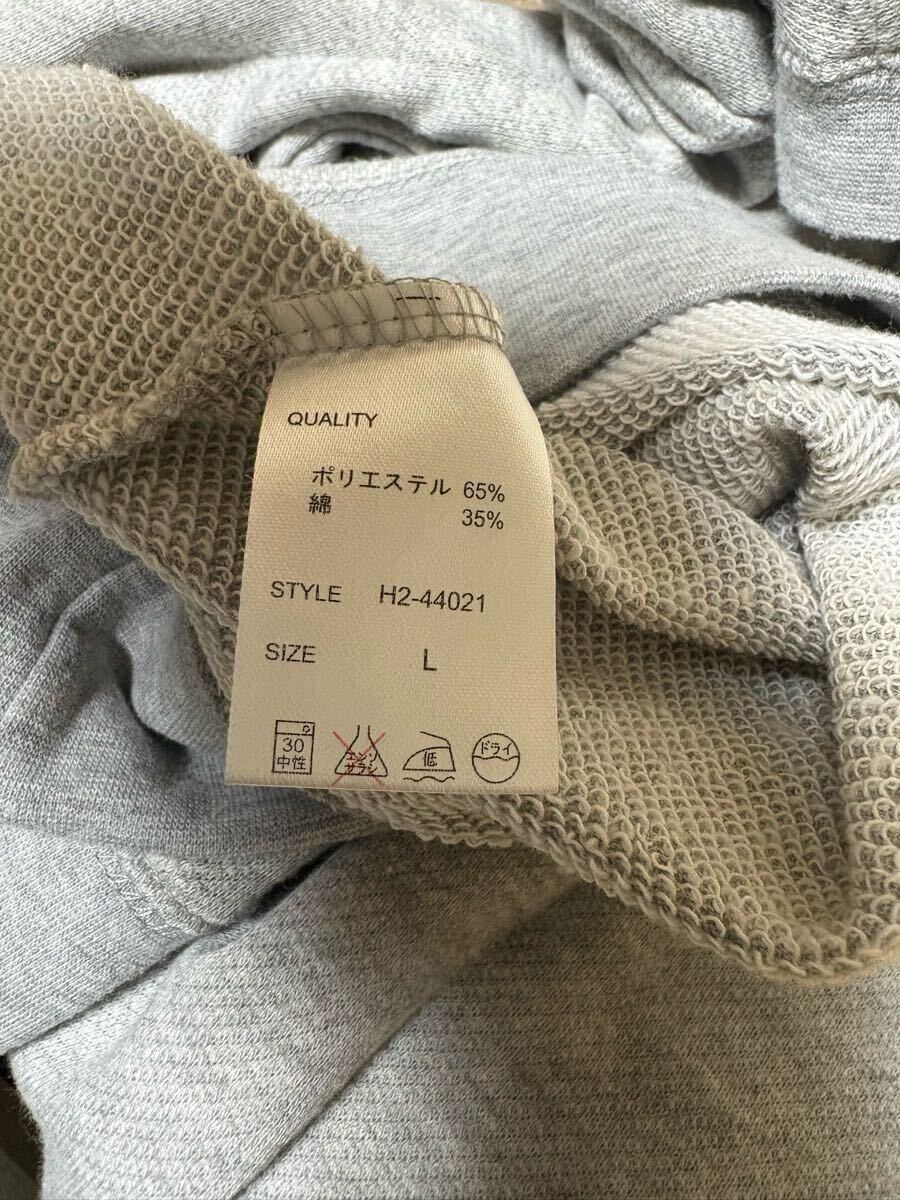 QUALITY
ポリエステル 65%
綿 35%
STYLE H2-44021
SIZE L
30
中性
エンソ
サラシ
低
ドライ